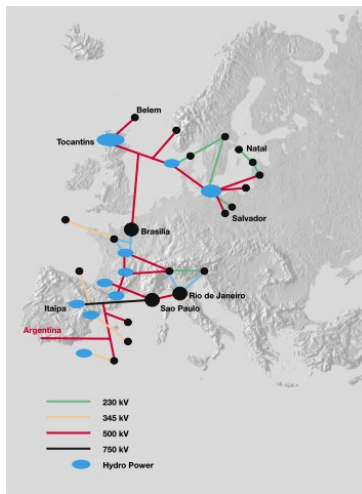 Belem
Tocantins
Natal
Salvador
Brasilia
Rio de Janeiro
Itaipa
Sao Paulo
Argentina
230 kV
345 kV
500 kV
750 kV
Hydro Power